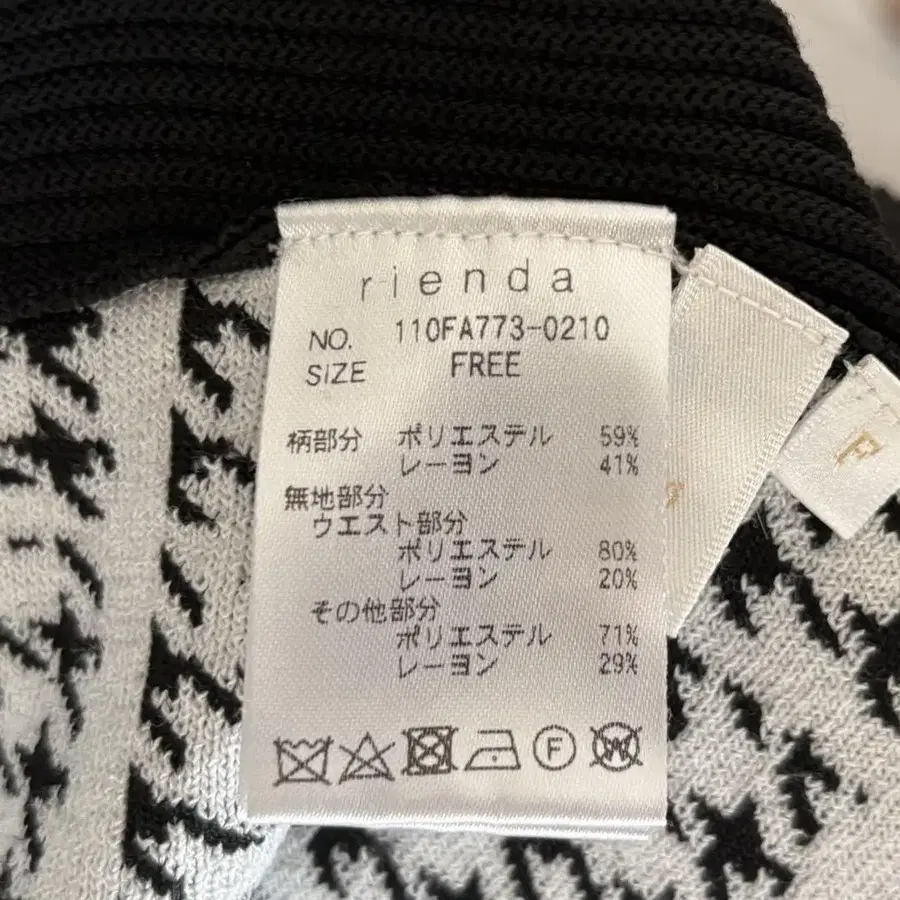 rienda
NO. 110FA773-0210
SIZE FREE
柄部分 ポリエステル 59%
レーヨン 41%
無地部分
ウエスト部分
ポリエステル 80%
レーヨン 20%
その他部分
ポリエステル 71%
レーヨン 29%
F W
F